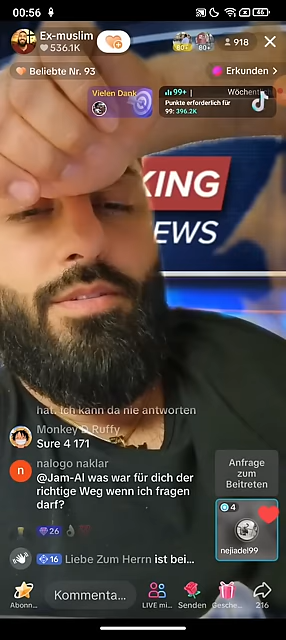 00:56
46
Ex-muslim
536.1K
60+
60+
918
Beliebte Nr. 93
Erkunden >
Vielen Dank
99+ |
Wöchent
Punkte erforderlich für
99: 396.2K
KING
EWS
hat. Ich kann da nie antworten
Monkey D Ruffy
Sure 4 171
n
nalogo naklar
@Jam-Al was war für dich der
richtige Weg wenn ich fragen
darf?
26
16 Liebe Zum Herrn ist bei...
Anfrage
zum
Beitreten
4
nejiadel99
Kommenta...
Abonn...
LIVE mi...
Senden
Gesche...
216